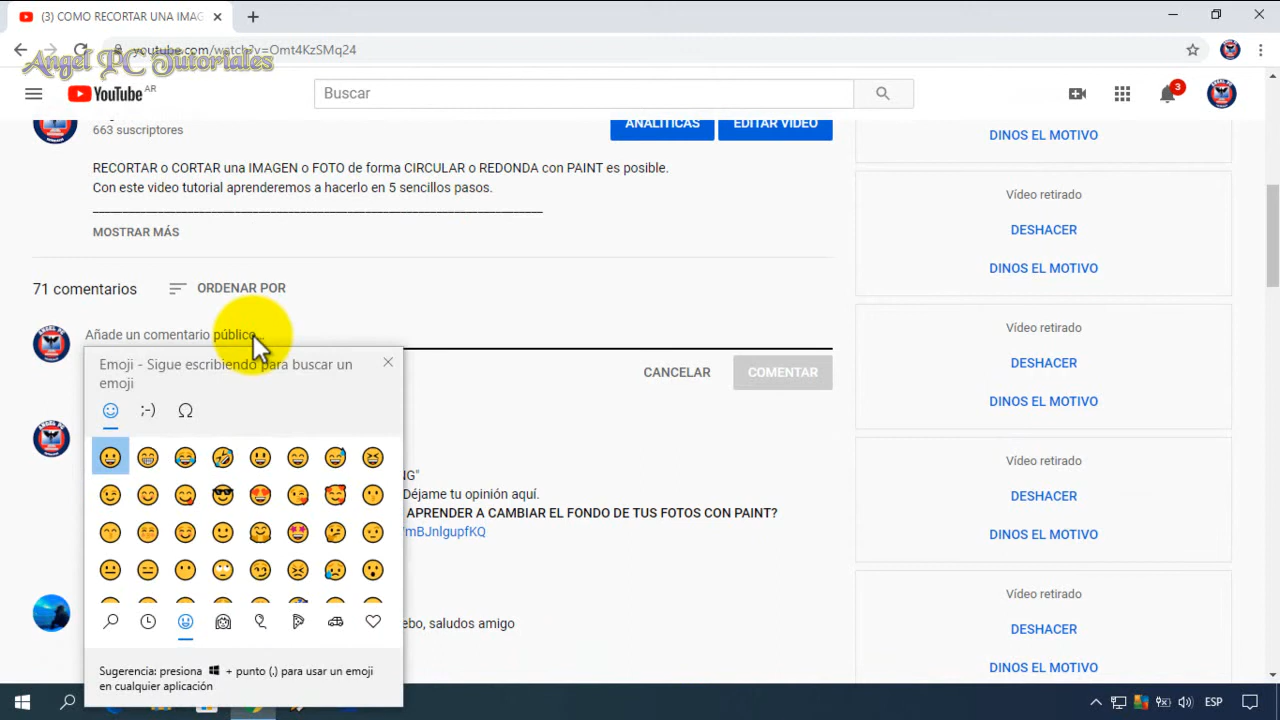 (3) COMO RECORTAR UNA IMAG
youtube.com/watch?v=Omt4KzSMq24
Angel PC Tutoriales
YouTube AR
Buscar
3
663 suscriptores
ANALÍTICAS
EDITAR VÍDEO
RECORTAR o CORTAR una IMAGEN o FOTO de forma CIRCULAR o REDONDA con PAINT es posible.
Con este video tutorial aprenderemos a hacerlo en 5 sencillos pasos.
MOSTRAR MÁS
71 comentarios
ORDENAR POR
Añade un comentario público...
CANCELAR
COMENTAR
Emoji - Sigue escribiendo para buscar un
emoji
;-)
Ω
NG"
Déjame tu opinión aquí.
APRENDER A CAMBIAR EL FONDO DE TUS FOTOS CON PAINT?
/mBJnlgupfKQ
ebo, saludos amigo
Sugerencia: presiona + punto (.) para usar un emoji
en cualquier aplicación
DINOS EL MOTIVO
Vídeo retirado
DESHACER
DINOS EL MOTIVO
Vídeo retirado
DESHACER
DINOS EL MOTIVO
Vídeo retirado
DESHACER
DINOS EL MOTIVO
Vídeo retirado
DESHACER
DINOS EL MOTIVO
ESP